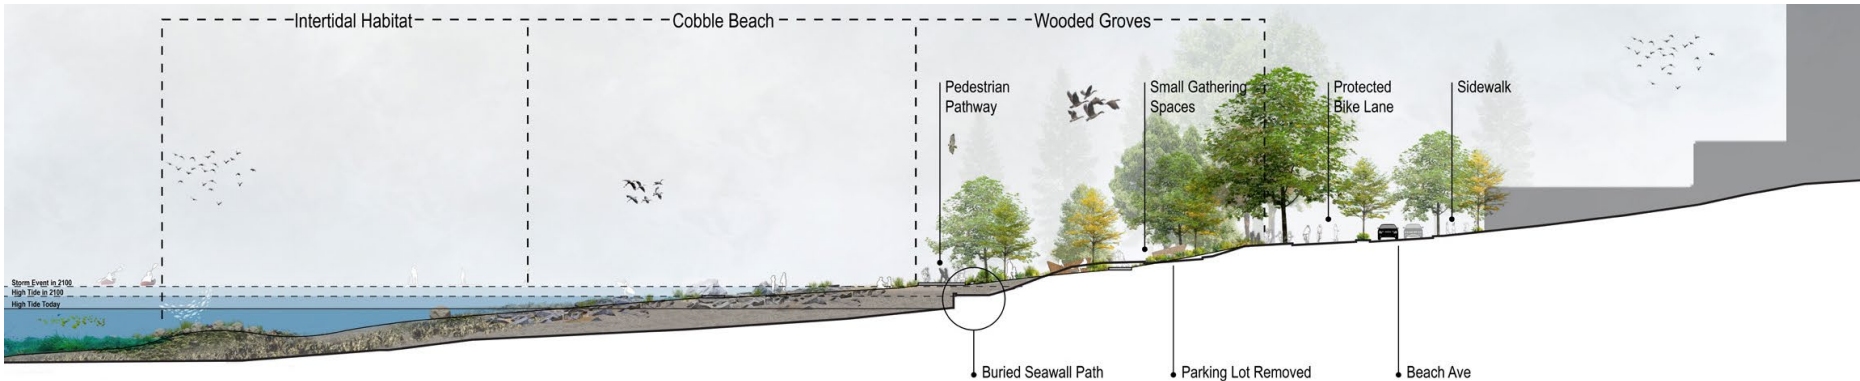 Intertidal Habitat
Cobble Beach
Wooded Groves
Pedestrian
Pathway
Small Gathering
Spaces
Protected
Bike Lane
Sidewalk
Storm Event in 2100
High Tide in 2100
High Tide Today
Buried Seawall Path
Parking Lot Removed
Beach Ave